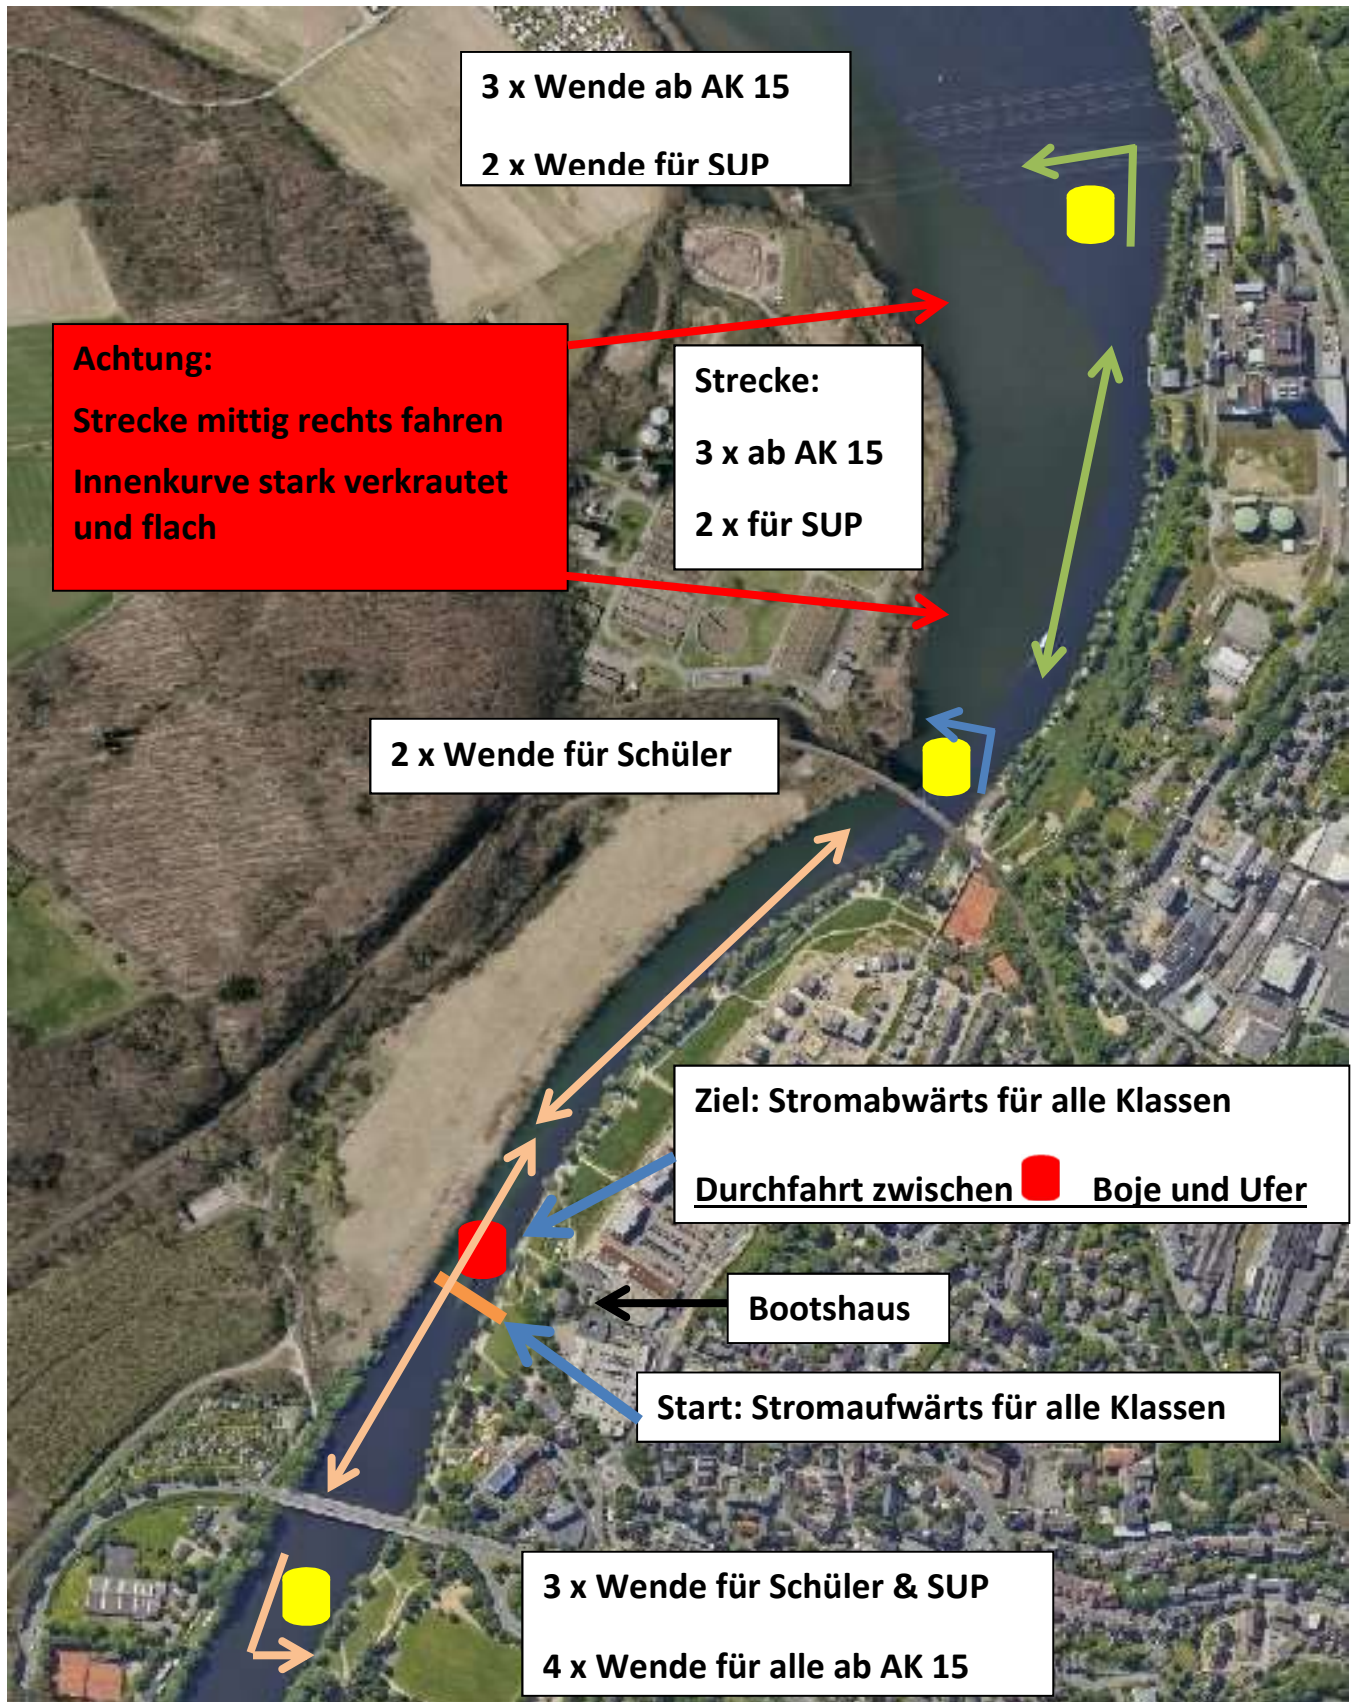 3 x Wende ab AK 15
2 x Wende für SUP
Achtung:
Strecke mittig rechts fahren
Innenkurve stark verkrautet
und flach
Strecke:
3 x ab AK 15
2 x für SUP
2 x Wende für Schüler
Ziel: Stromabwärts für alle Klassen
Durchfahrt zwischen Boje und Ufer
Bootshaus
Start: Stromaufwärts für alle Klassen
3 x Wende für Schüler & SUP
4 x Wende für alle ab AK 15